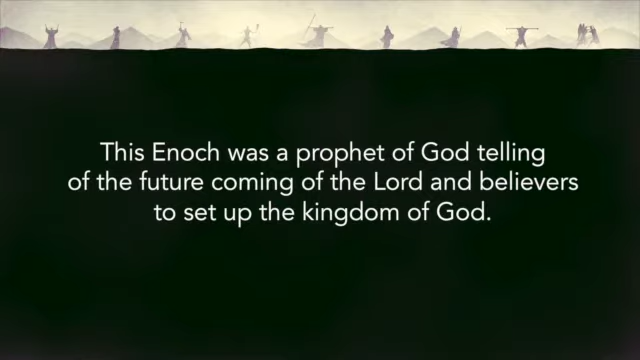 This Enoch was a prophet of God telling
of the future coming of the Lord and believers
to set up the kingdom of God.